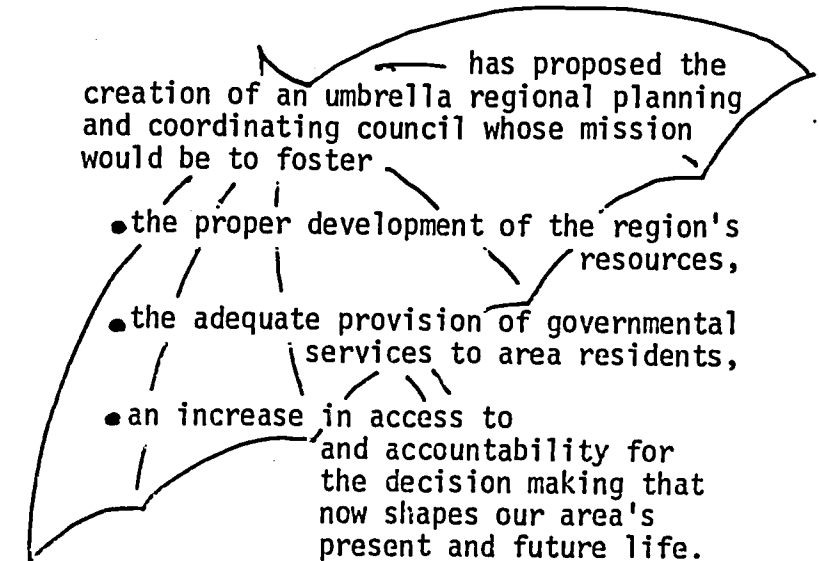 has proposed the
creation of an umbrella regional planning
and coordinating council whose mission
would be to foster
•the proper development of the region's
resources,
•the adequate provision of governmental
services to area residents,
•an increase in access to
and accountability for
the decision making that
now shapes our area's
present and future life.